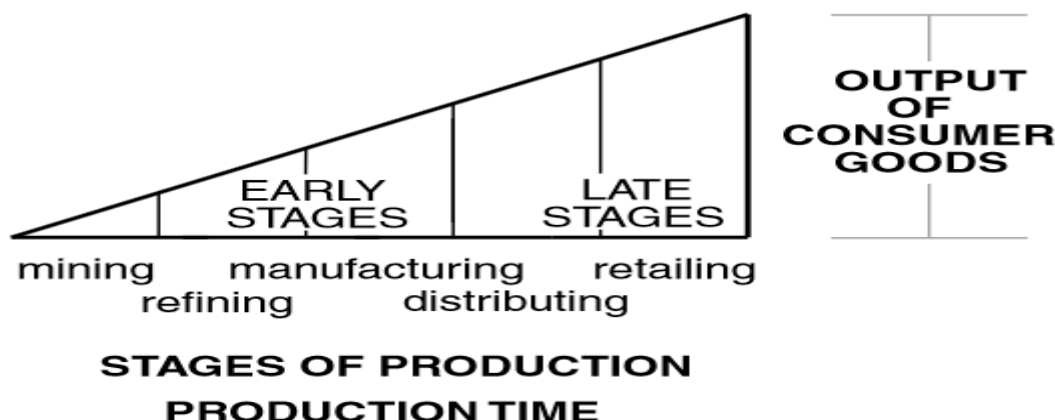 EARLY
STAGES
LATE
STAGES
OUTPUT
OF
CONSUMER
GOODS
mining
manufacturing
retailing
refining
distributing
STAGES OF PRODUCTION
PRODUCTION TIME